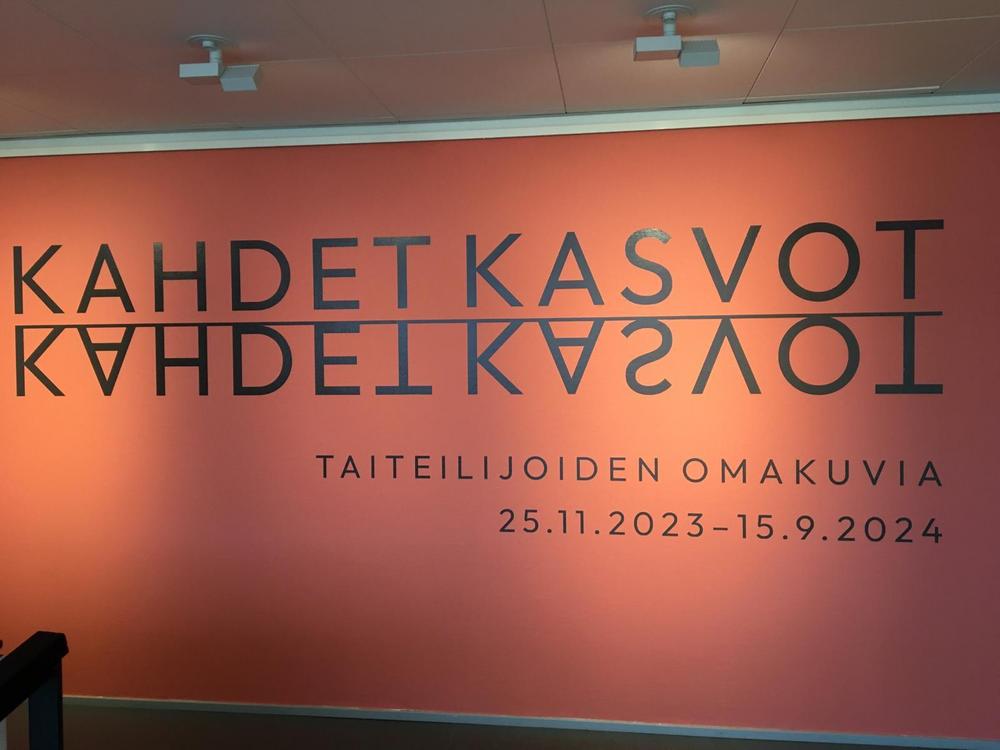 KAHDET KASVOT
KAHDET KASVOT
TAITEILIJOIDEN OMAKUVIA
25.11.2023–15.9.2024